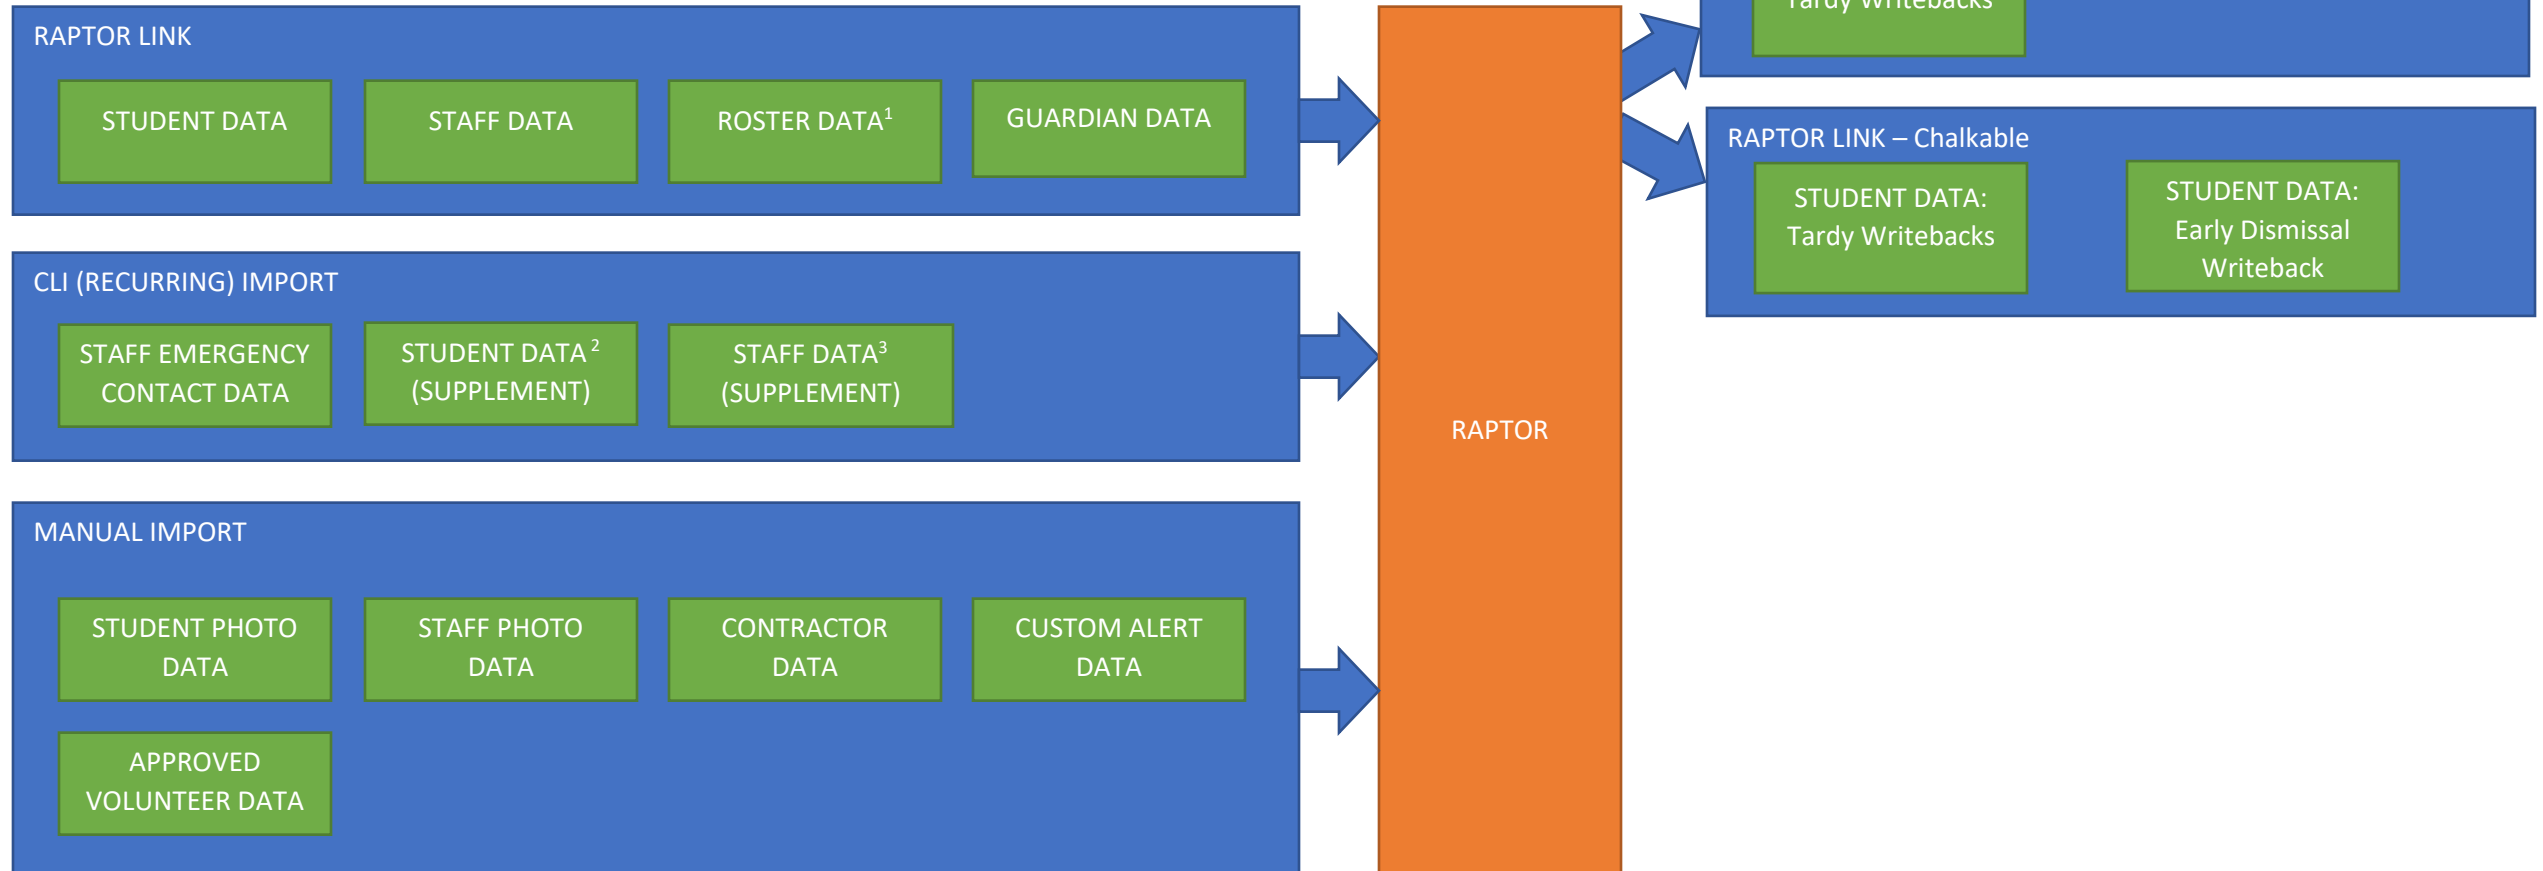 RAPTOR LINK
STUDENT DATA
STAFF DATA
ROSTER DATA1
GUARDIAN DATA
CLI (RECURRING) IMPORT
STAFF EMERGENCY
CONTACT DATA
STUDENT DATA 2
(SUPPLEMENT)
STAFF DATA3
(SUPPLEMENT)
MANUAL IMPORT
STUDENT PHOTO
DATA
STAFF PHOTO
DATA
CONTRACTOR
DATA
CUSTOM ALERT
DATA
APPROVED
VOLUNTEER DATA
RAPTOR
Tardy Writebacks
RAPTOR LINK – Chalkable
STUDENT DATA:
Tardy Writebacks
STUDENT DATA:
Early Dismissal
Writeback